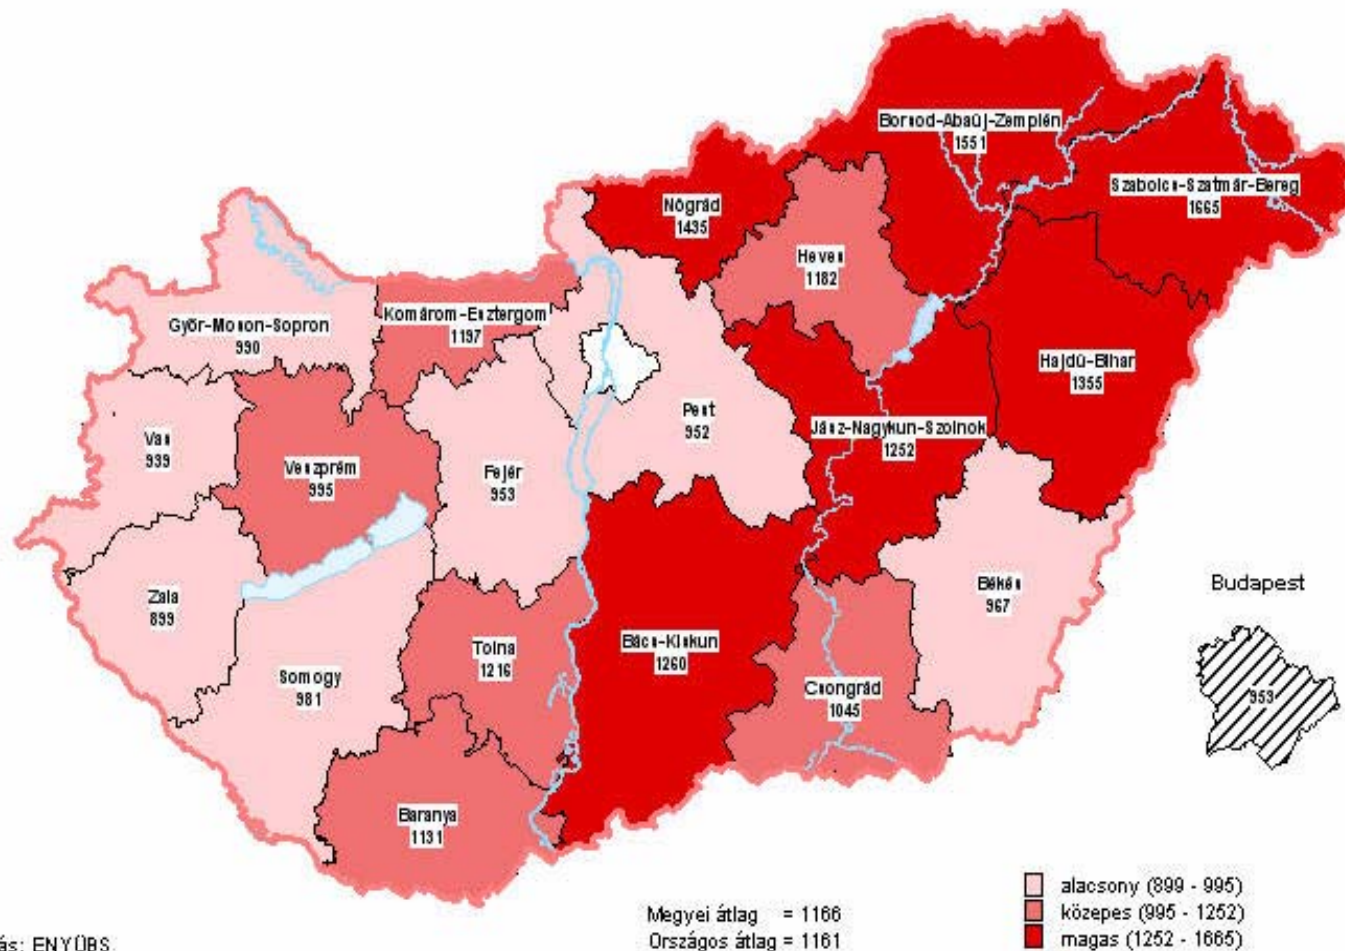 Borsod-Abaúj-Zemplén
1551
Szabolcs-Szatmár-Bereg
1665
Nógrád
1435
Heves
1182
Győr-Moson-Sopron
990
Komárom-Esztergom
1197
Hajdú-Bihar
1355
Vas
939
Veszprém
995
Fejér
953
Pest
952
Jász-Nagykun-Szolnok
1252
Zala
899
Somogy
981
Tolna
1216
Bács-Kiskun
1260
Csongrád
1045
Békés
967
Baranya
1131
Budapest
953
Megyei átlag = 1166
Országos átlag = 1161
alacsony (899 - 995)
közepes (995 - 1252)
magas (1252 - 1665)
ás: ENYÜBS